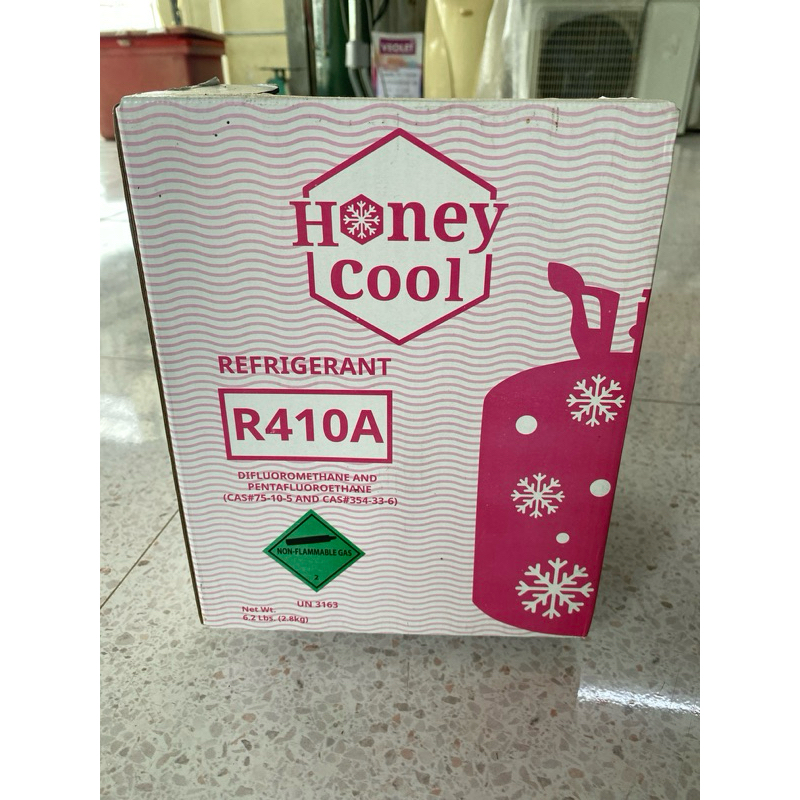 VIOLET
Honey
cool
REFRIGERANT
R410A
DIFLUOROMETHANE AND
PENTAFLUOROETHANE
(CAS#75-10-5 AND CAS#354-33-6)
NON-FLAMMABLE GAS
2
UN 3163
Net Wt.
6.2 Lbs. (2.8kg)